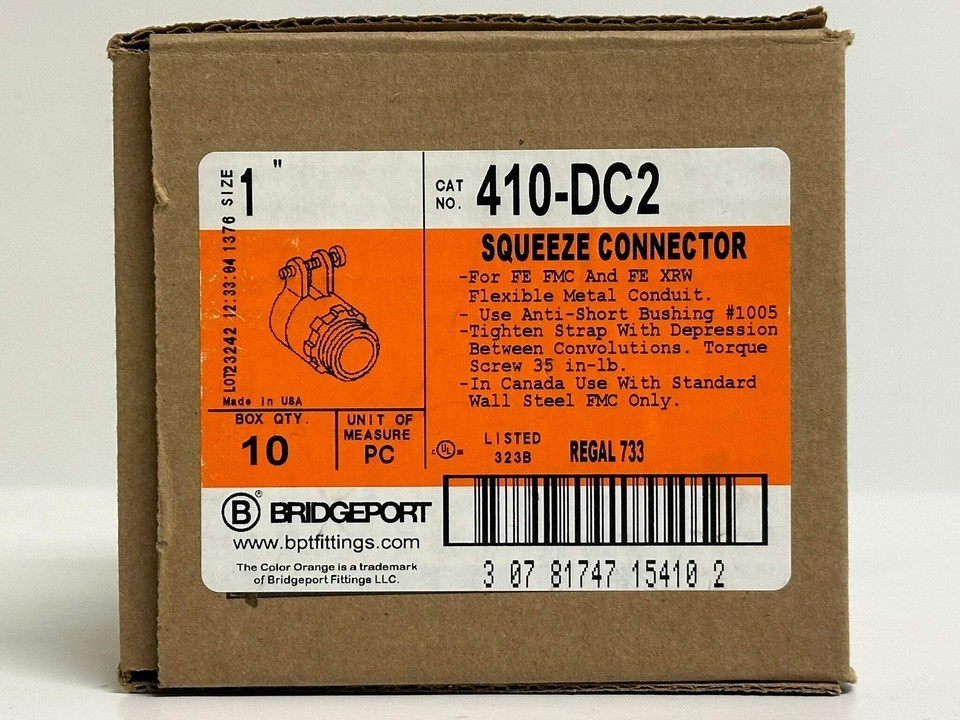 SIZE 1"
CAT NO. 410-DC2
LOT23242 12:33:04 1376
SQUEEZE CONNECTOR
-For FE FMC And FE XRW
Flexible Metal Conduit.
- Use Anti-Short Bushing #1005
-Tighten Strap With Depression
Between Convolutions. Torque
Screw 35 in-lb.
-In Canada Use With Standard
Wall Steel FMC Only.
Made in USA
BOX QTY.
10
UNIT OF
MEASURE
PC
c UL us
LISTED
323B
REGAL 733
B® BRIDGEPORT
www.bptfittings.com
The Color Orange is a trademark
of Bridgeport Fittings LLC.
3 07 81747 15410 2